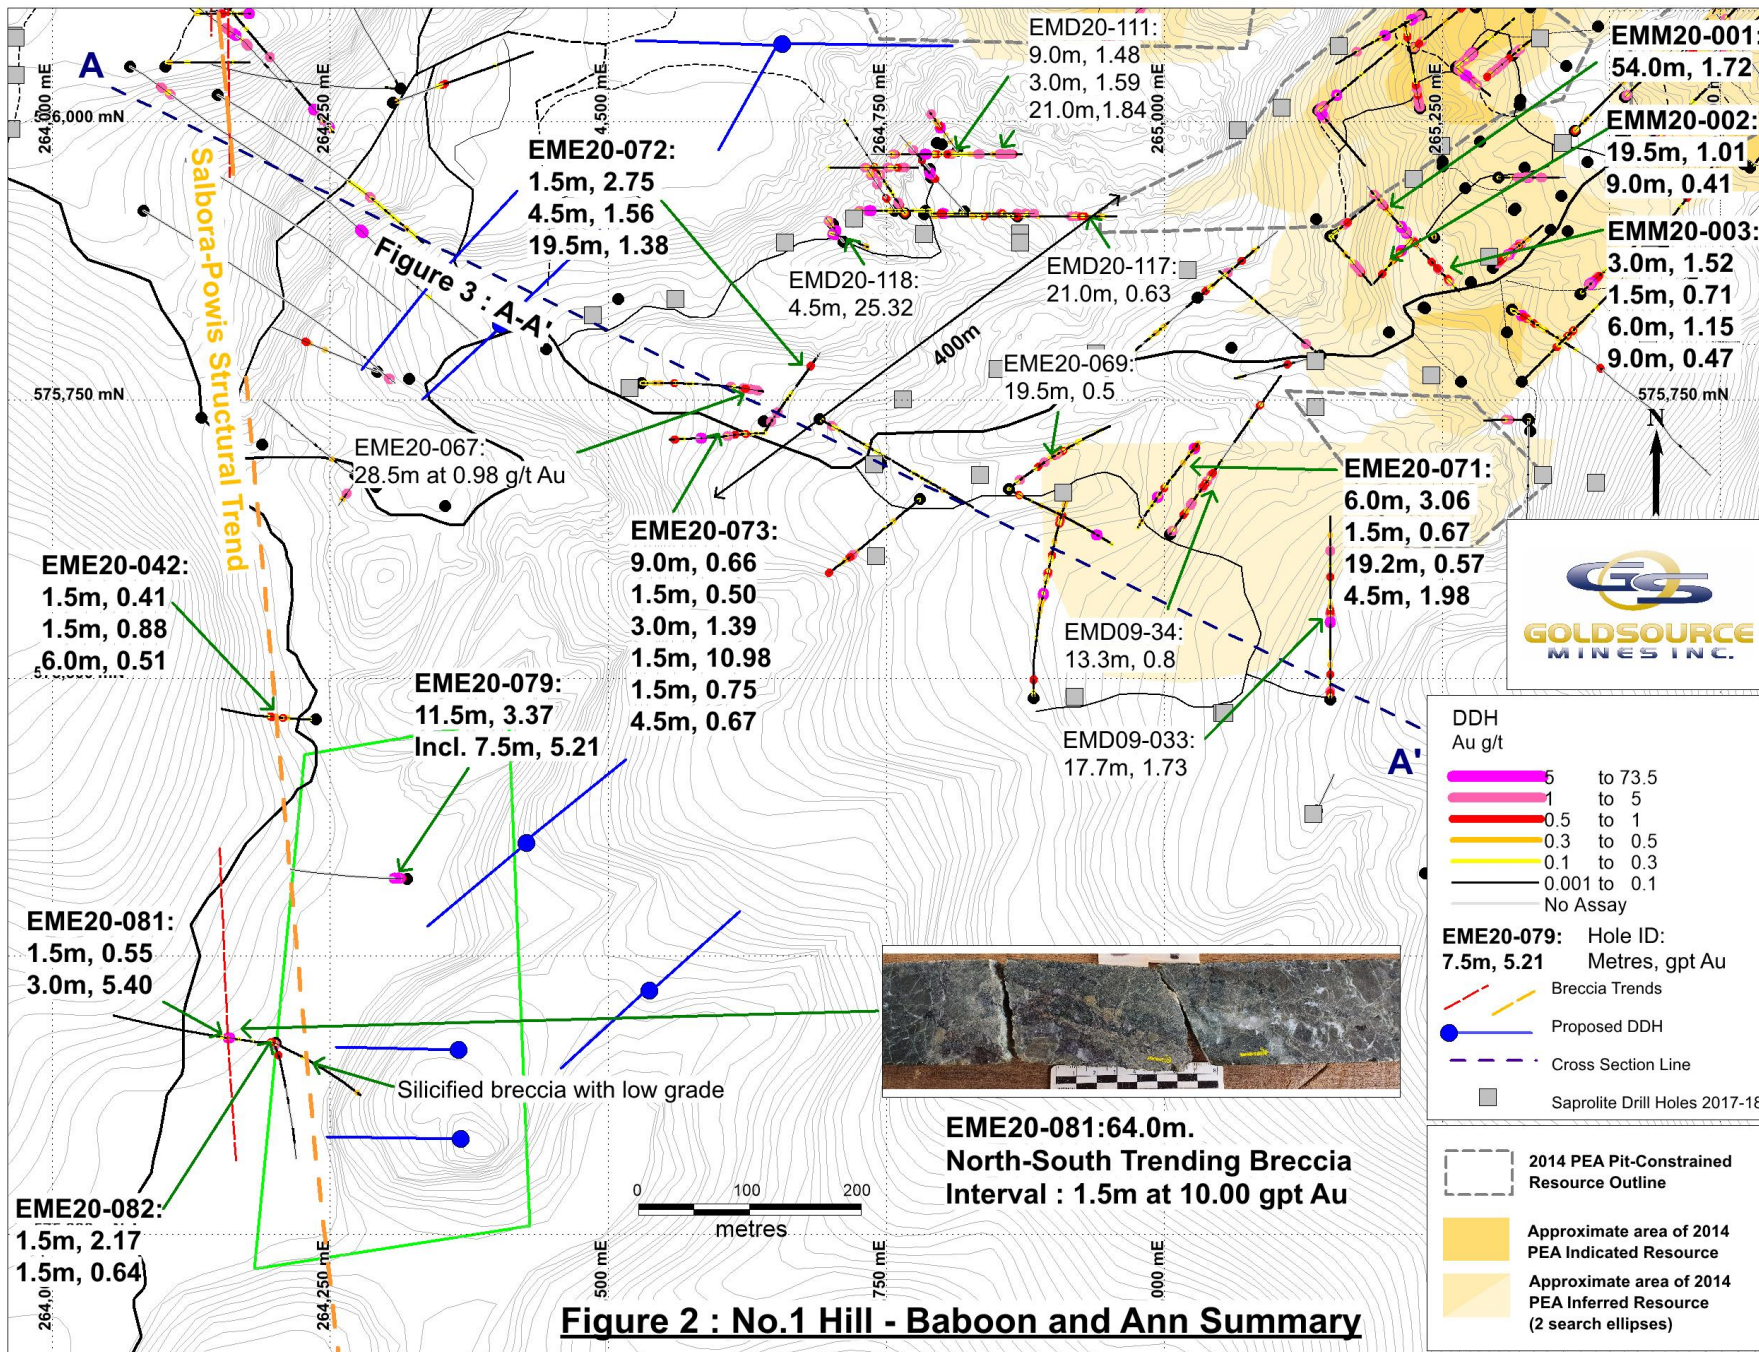 A
264,000 mE
576,000 mN
264,250 mE
264,750 mE
265,000 mE
265,250 mE
EMD20-111:
9.0m, 1.48
3.0m, 1.59
21.0m,1.84
EMM20-001:
54.0m, 1.72
EMM20-002:
19.5m, 1.01
9.0m, 0.41
EMM20-003:
3.0m, 1.52
1.5m, 0.71
6.0m, 1.15
9.0m, 0.47
EME20-072:
1.5m, 2.75
4.5m, 1.56
19.5m, 1.38
Salbora-Powis Structural Trend
Figure 3 : A-A'
EMD20-118:
4.5m, 25.32
EMD20-117:
21.0m, 0.63
400m
EME20-069:
19.5m, 0.5
575,750 mN
575,750 mN
N
EME20-067:
28.5m at 0.98 g/t Au
EME20-071:
6.0m, 3.06
1.5m, 0.67
19.2m, 0.57
4.5m, 1.98
EME20-073:
9.0m, 0.66
1.5m, 0.50
3.0m, 1.39
1.5m, 10.98
1.5m, 0.75
4.5m, 0.67
EME20-042:
1.5m, 0.41
1.5m, 0.88
6.0m, 0.51
GOLDSOURCE
MINES INC.
EMD09-34:
13.3m, 0.8
EME20-079:
11.5m, 3.37
Incl. 7.5m, 5.21
EMD09-033:
17.7m, 1.73
A'
DDH
Au g/t
5 to 73.5
1 to 5
0.5 to 1
0.3 to 0.5
0.1 to 0.3
0.001 to 0.1
No Assay
EME20-079: Hole ID:
7.5m, 5.21 Metres, gpt Au
Breccia Trends
Proposed DDH
Cross Section Line
Saprolite Drill Holes 2017-18
EME20-081:
1.5m, 0.55
3.0m, 5.40
Silicified breccia with low grade
EME20-081:64.0m.
North-South Trending Breccia
Interval : 1.5m at 10.00 gpt Au
2014 PEA Pit-Constrained
Resource Outline
Approximate area of 2014
PEA Indicated Resource
Approximate area of 2014
PEA Inferred Resource
(2 search ellipses)
EME20-082:
1.5m, 2.17
1.5m, 0.64
0 100 200
metres
264,250 mE
Figure 2 : No.1 Hill - Baboon and Ann Summary